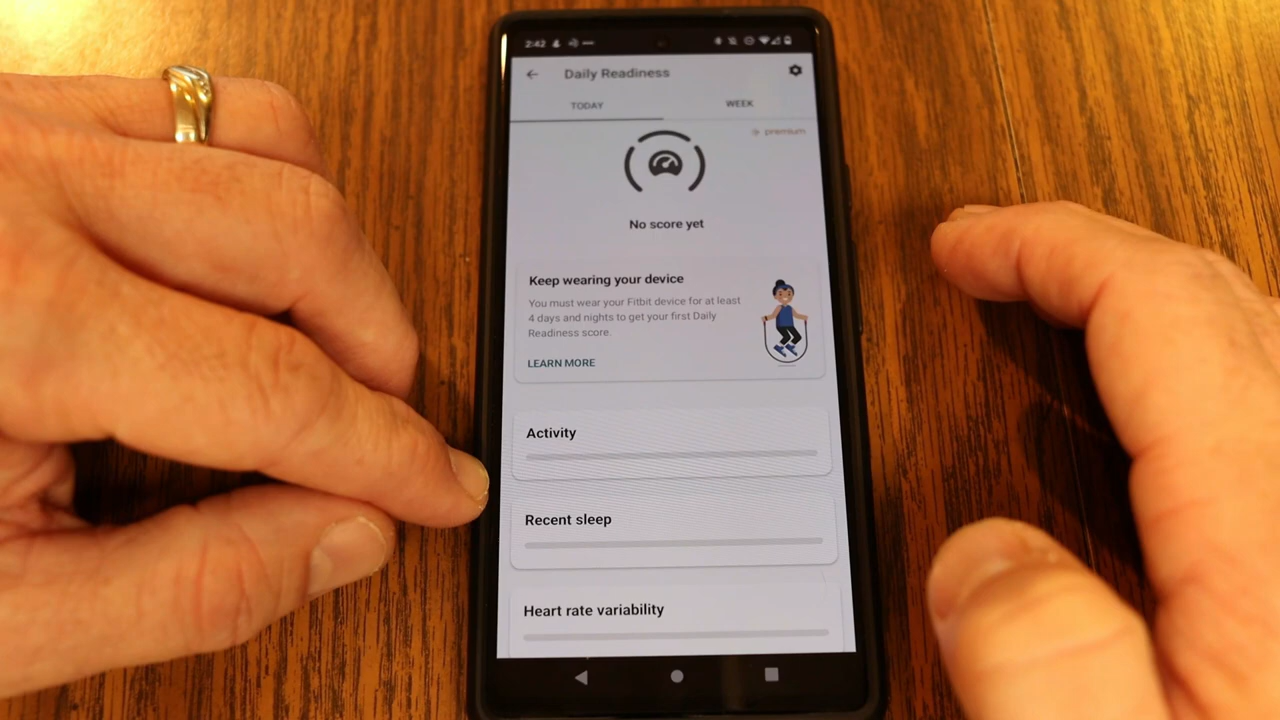 2:42
Daily Readiness
TODAY
WEEK
premium
No score yet
Keep wearing your device
You must wear your Fitbit device for at least
4 days and nights to get your first Daily
Readiness score.
LEARN MORE
Activity
Recent sleep
Heart rate variability